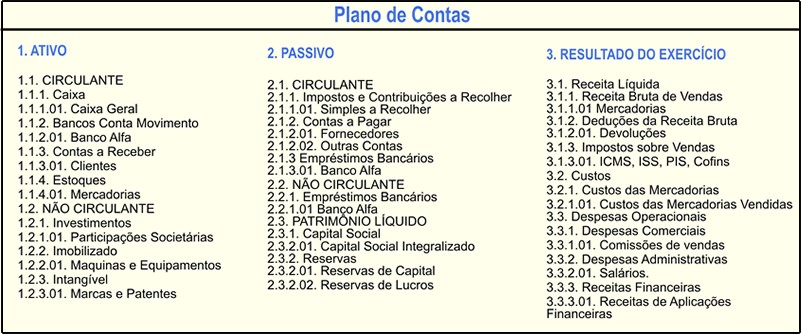 Plano de Contas
1. ATIVO
1.1. CIRCULANTE
1.1.1. Caixa
1.1.1.01. Caixa Geral
1.1.2. Bancos Conta Movimento
1.1.2.01. Banco Alfa
1.1.3. Contas a Receber
1.1.3.01. Clientes
1.1.4. Estoques
1.1.4.01. Mercadorias
1.2. NÃO CIRCULANTE
1.2.1. Investimentos
1.2.1.01. Participações Societárias
1.2.2. Imobilizado
1.2.2.01. Maquinas e Equipamentos
1.2.3. Intangível
1.2.3.01. Marcas e Patentes
2. PASSIVO
2.1. CIRCULANTE
2.1.1. Impostos e Contribuições a Recolher
2.1.1.01. Simples a Recolher
2.1.2. Contas a Pagar
2.1.2.01. Fornecedores
2.1.2.02. Outras Contas
2.1.3 Empréstimos Bancários
2.1.3.01. Banco Alfa
2.2. NÃO CIRCULANTE
2.2.1. Empréstimos Bancários
2.2.1.01 Banco Alfa
2.3. PATRIMÔNIO LÍQUIDO
2.3.1. Capital Social
2.3.2.01. Capital Social Integralizado
2.3.2. Reservas
2.3.2.01. Reservas de Capital
2.3.2.02. Reservas de Lucros
3. RESULTADO DO EXERCÍCIO
3.1. Receita Líquida
3.1.1. Receita Bruta de Vendas
3.1.1.01 Mercadorias
3.1.2. Deduções da Receita Bruta
3.1.2.01. Devoluções
3.1.3. Impostos sobre Vendas
3.1.3.01. ICMS, ISS, PIS, Cofins
3.2. Custos
3.2.1. Custos das Mercadorias
3.2.1.01. Custos das Mercadorias Vendidas
3.3. Despesas Operacionais
3.3.1. Despesas Comerciais
3.3.1.01. Comissões de vendas
3.3.2. Despesas Administrativas
3.3.2.01. Salários.
3.3.3. Receitas Financeiras
3.3.3.01. Receitas de Aplicações
Financeiras